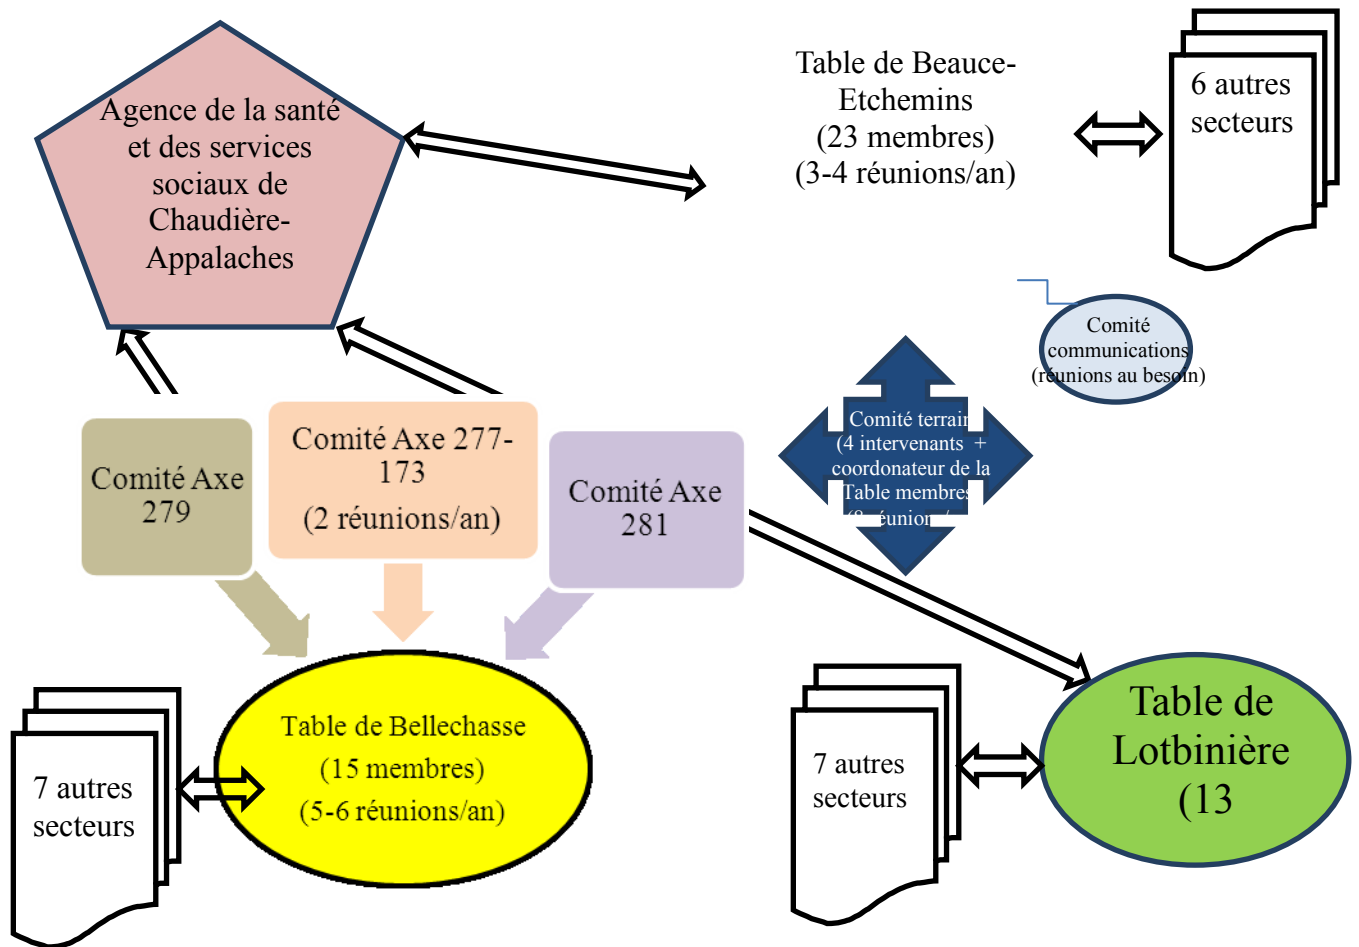 Agence de la santé
et des services
sociaux de
Chaudière-
Appalaches
Table de Beauce-
Etchemins
(23 membres)
(3-4 réunions/an)
6 autres
secteurs
Comité
communications
(réunions au besoin)
Comité terrain
(4 intervenants +
coordonateur de la
Table membres
réunions/
Comité Axe
279
Comité Axe 277-
173
(2 réunions/an)
Comité Axe
281
Table de Bellechasse
(15 membres)
(5-6 réunions/an)
7 autres
secteurs
7 autres
secteurs
Table de
Lotbinière
(13